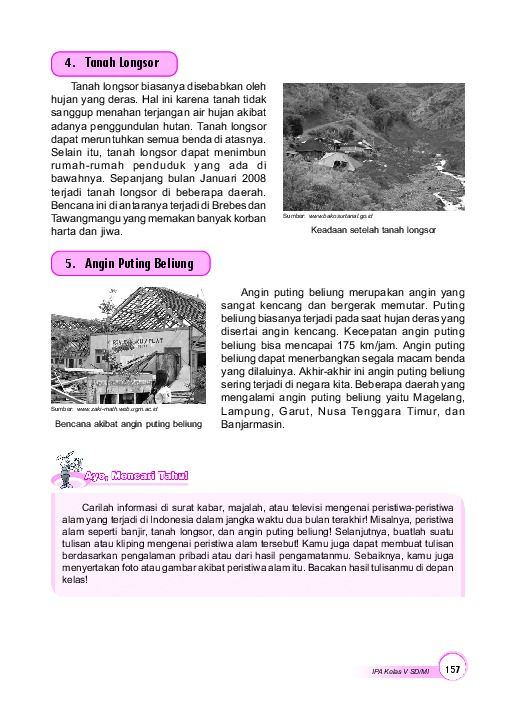 4. Tanah Longsor
Tanah longsor biasanya disebabkan oleh
hujan yang deras. Hal ini karena tanah tidak
sanggup menahan terjangan air hujan akibat
adanya penggundulan hutan. Tanah longsor
dapat meruntuhkan semua benda di atasnya.
Selain itu, tanah longsor dapat menimbun
rumah-rumah penduduk yang ada di
bawahnya. Sepanjang bulan Januari 2008
terjadi tanah longsor di beberapa daerah.
Bencana ini di antaranya terjadi di Brebes dan
Tawangmangu yang memakan banyak korban
harta dan jiwa.
Sumber: www.bakosurtanal.go.id
Keadaan setelah tanah longsor
5. Angin Puting Beliung
Angin puting beliung merupakan angin yang
sangat kencang dan bergerak memutar. Puting
beliung biasanya terjadi pada saat hujan deras yang
disertai angin kencang. Kecepatan angin puting
beliung bisa mencapai 175 km/jam. Angin puting
beliung dapat menerbangkan segala macam benda
yang dilaluinya. Akhir-akhir ini angin puting beliung
sering terjadi di negara kita. Beberapa daerah yang
mengalami angin puting beliung yaitu Magelang,
Lampung, Garut, Nusa Tenggara Timur, dan
Banjarmasin.
Sumber: www.zaki-math.web.ugm.ac.id
Bencana akibat angin puting beliung
Ayo, Mencari Tahu!
Carilah informasi di surat kabar, majalah, atau televisi mengenai peristiwa-peristiwa
alam yang terjadi di Indonesia dalam jangka waktu dua bulan terakhir! Misalnya, peristiwa
alam seperti banjir, tanah longsor, dan angin puting beliung! Selanjutnya, buatlah suatu
tulisan atau kliping mengenai peristiwa alam tersebut! Kamu juga dapat membuat tulisan
berdasarkan pengalaman pribadi atau dari hasil pengamatanmu. Sebaiknya, kamu juga
menyertakan foto atau gambar akibat peristiwa alam itu. Bacakan hasil tulisanmu di depan
kelas!
IPA Kelas V SD/MI 157